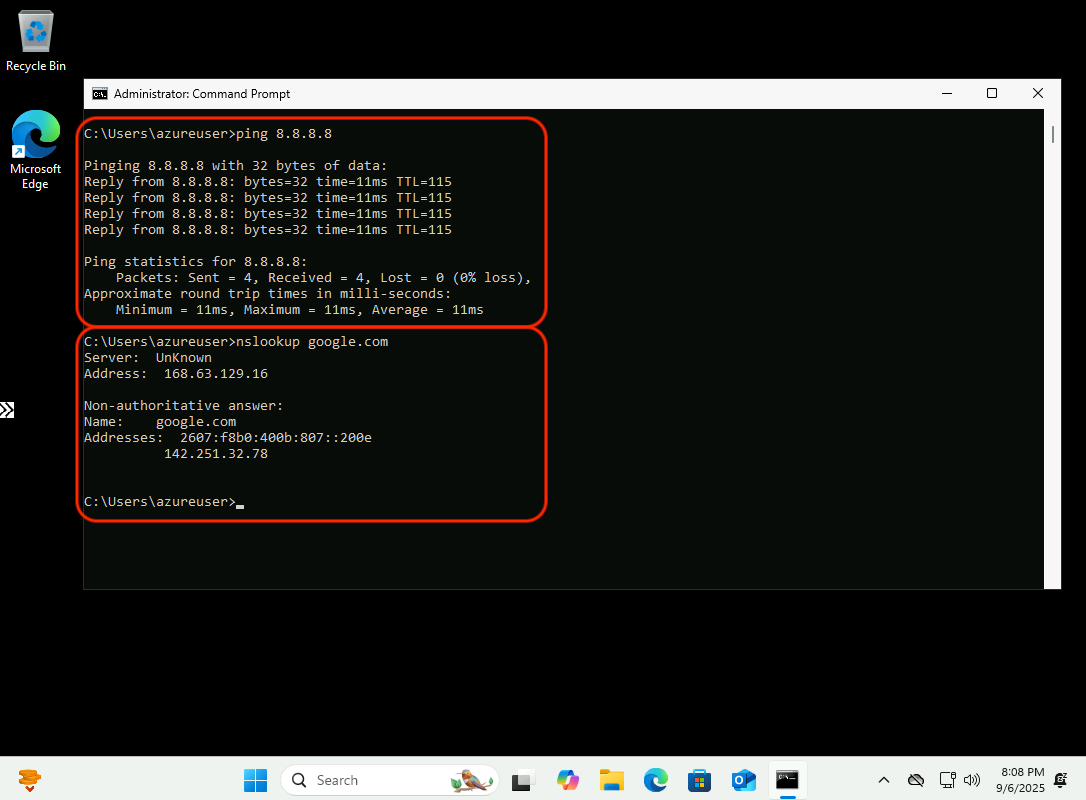 Recycle Bin
Microsoft
Edge
Administrator: Command Prompt
C:\Users\azureuser>ping 8.8.8.8
Pinging 8.8.8.8 with 32 bytes of data:
Reply from 8.8.8.8: bytes=32 time=11ms TTL=115
Reply from 8.8.8.8: bytes=32 time=11ms TTL=115
Reply from 8.8.8.8: bytes=32 time=11ms TTL=115
Reply from 8.8.8.8: bytes=32 time=11ms TTL=115
Ping statistics for 8.8.8.8:
    Packets: Sent = 4, Received = 4, Lost = 0 (0% loss),
Approximate round trip times in milli-seconds:
    Minimum = 11ms, Maximum = 11ms, Average = 11ms
C:\Users\azureuser>nslookup google.com
Server:  UnKnown
Address:  168.63.129.16
Non-authoritative answer:
Name:    google.com
Addresses:  2607:f8b0:400b:807::200e
          142.251.32.78
C:\Users\azureuser>
Search
8:08 PM
9/6/2025